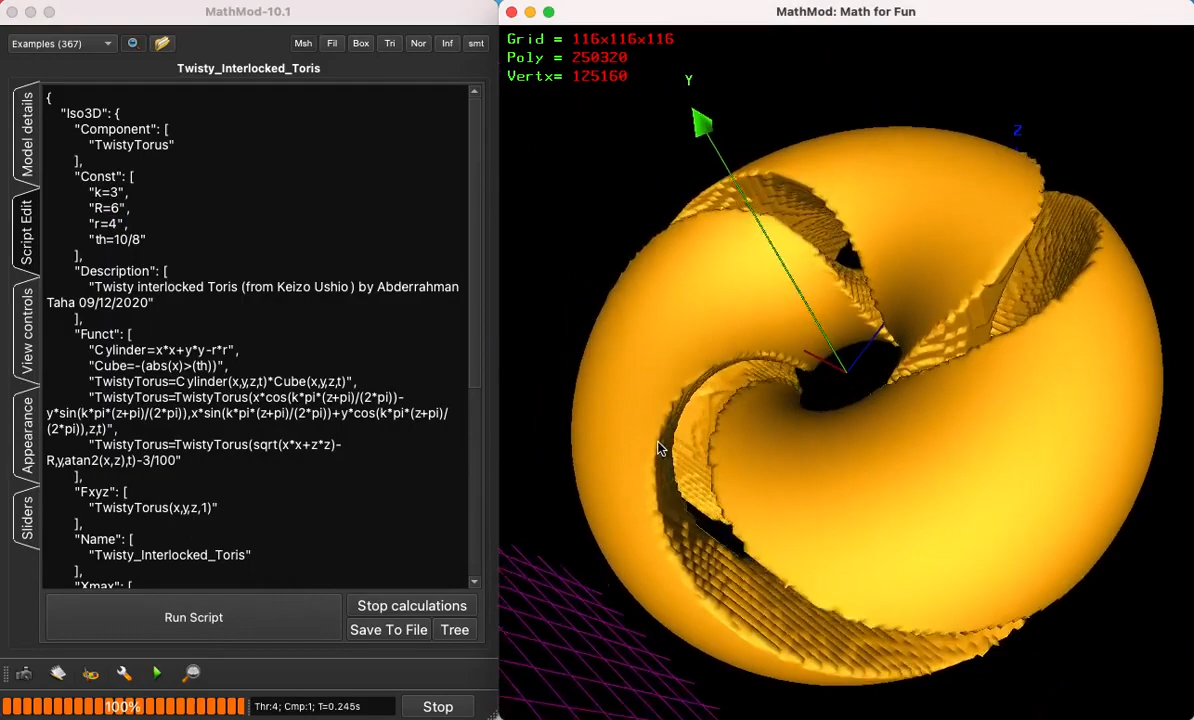 MathMod-10.1
Examples (367)
Msh
Fil
Box
Tri
Nor
Inf
smt
Twisty_Interlocked_Toris
Model details
Script Edit
View controls
Appearance
Sliders
{
"Iso3D": {
"Component": [
"TwistyTorus"
],
"Const": [
"k=3",
"R=6",
"r=4",
"th=10/8"
],
"Description": [
"Twisty interlocked Toris (from Keizo Ushio ) by Abderrahman
Taha 09/12/2020"
],
"Funct": [
"Cylinder=x*x+y*y-r*r",
"Cube=-(abs(x)>(th))",
"TwistyTorus=Cylinder(x,y,z,t)*Cube(x,y,z,t)",
"TwistyTorus=TwistyTorus(x*cos(k*pi*(z+pi)/(2*pi))-
y*sin(k*pi*(z+pi)/(2*pi)),x*sin(k*pi*(z+pi)/(2*pi))+y*cos(k*pi*(z+pi)/
(2*pi)),z,t)",
"TwistyTorus=TwistyTorus(sqrt(x*x+z*z)-
R,y,atan2(x,z),t)-3/100"
],
"Fxyz": [
"TwistyTorus(x,y,z,1)"
],
"Name": [
"Twisty_Interlocked_Toris"
],
"Xmax": [
Run Script
Stop calculations
Save To File
Tree
100%
Thr:4; Cmp:1; T=0.245s
Stop
MathMod: Math for Fun
Grid = 116x116x116
Poly = 250320
Vertx= 125160
Y
Z